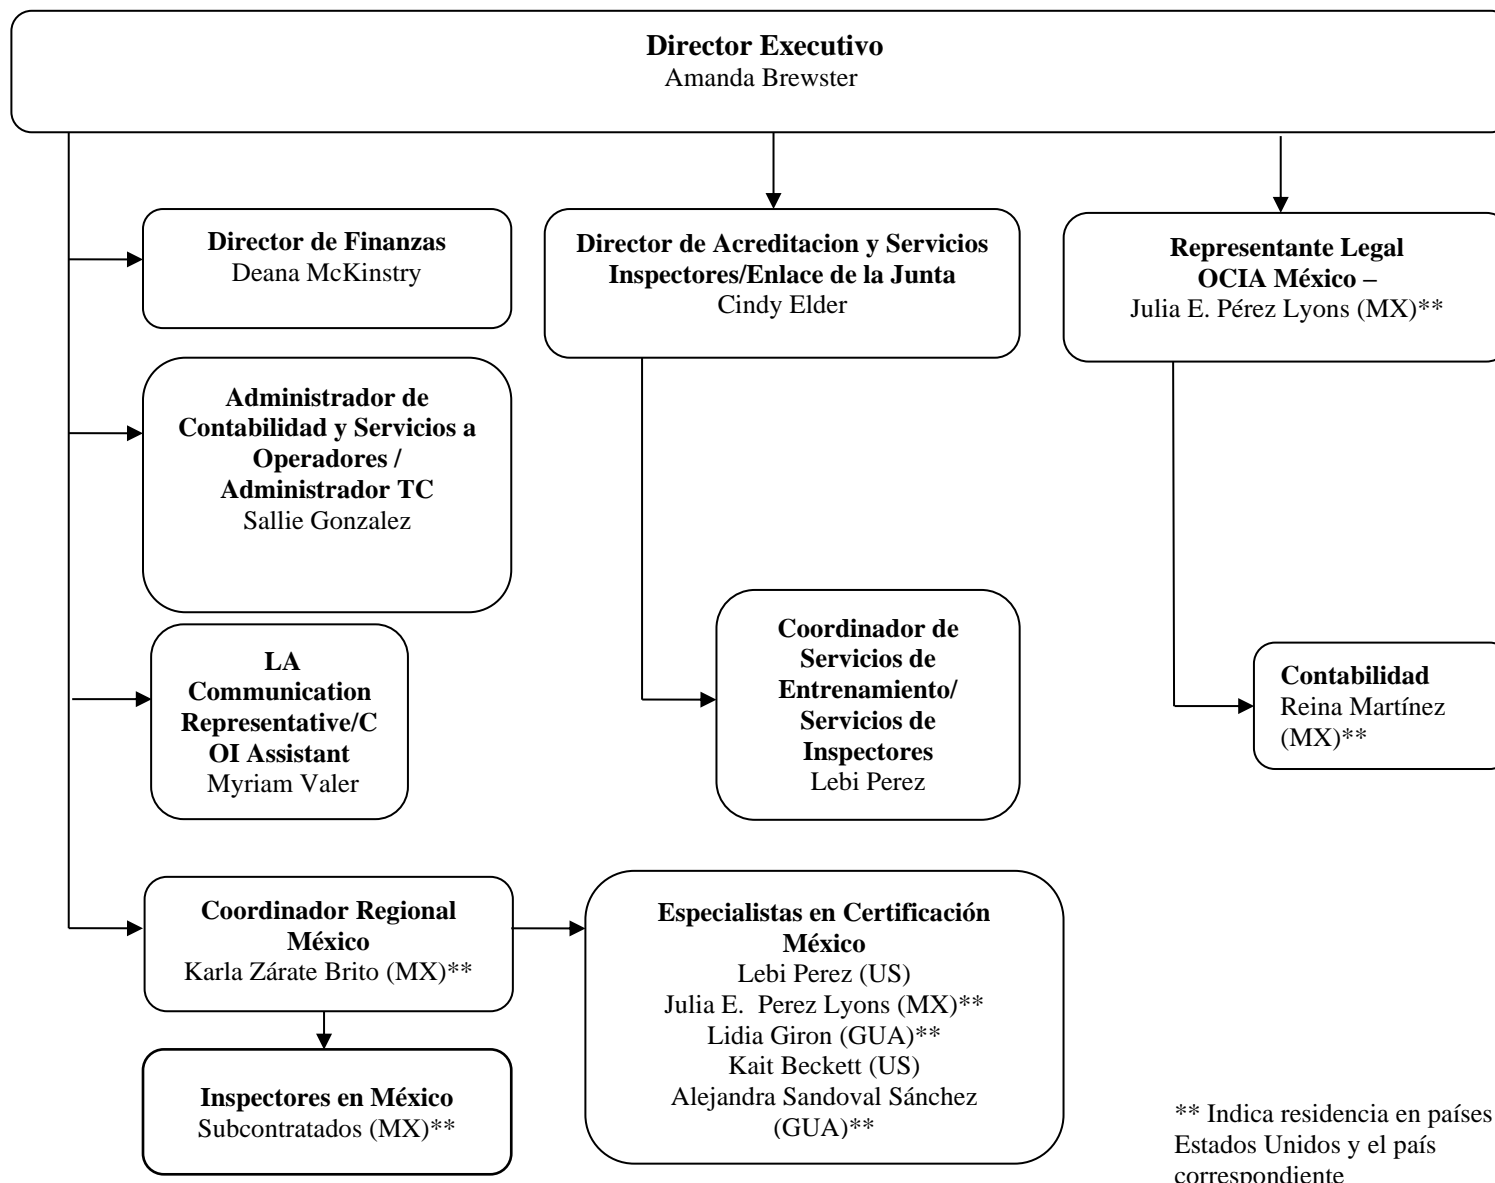 Director Executivo
Amanda Brewster
Director de Finanzas
Deana McKinstry
Director de Acreditacion y Servicios
Inspectores/Enlace de la Junta
Cindy Elder
Representante Legal
OCIA México –
Julia E. Pérez Lyons (MX)**
Administrador de
Contabilidad y Servicios a
Operadores /
Administrador TC
Sallie Gonzalez
LA
Communication
Representative/C
OI Assistant
Myriam Valer
Coordinador de
Servicios de
Entrenamiento/
Servicios de
Inspectores
Lebi Perez
Contabilidad
Reina Martínez
(MX)**
Coordinador Regional
México
Karla Zárate Brito (MX)**
Especialistas en Certificación
México
Lebi Perez (US)
Julia E.  Perez Lyons (MX)**
Lidia Giron (GUA)**
Kait Beckett (US)
Alejandra Sandoval Sánchez
(GUA)**
Inspectores en México
Subcontratados (MX)**
** Indica residencia en países
Estados Unidos y el país
correspondiente